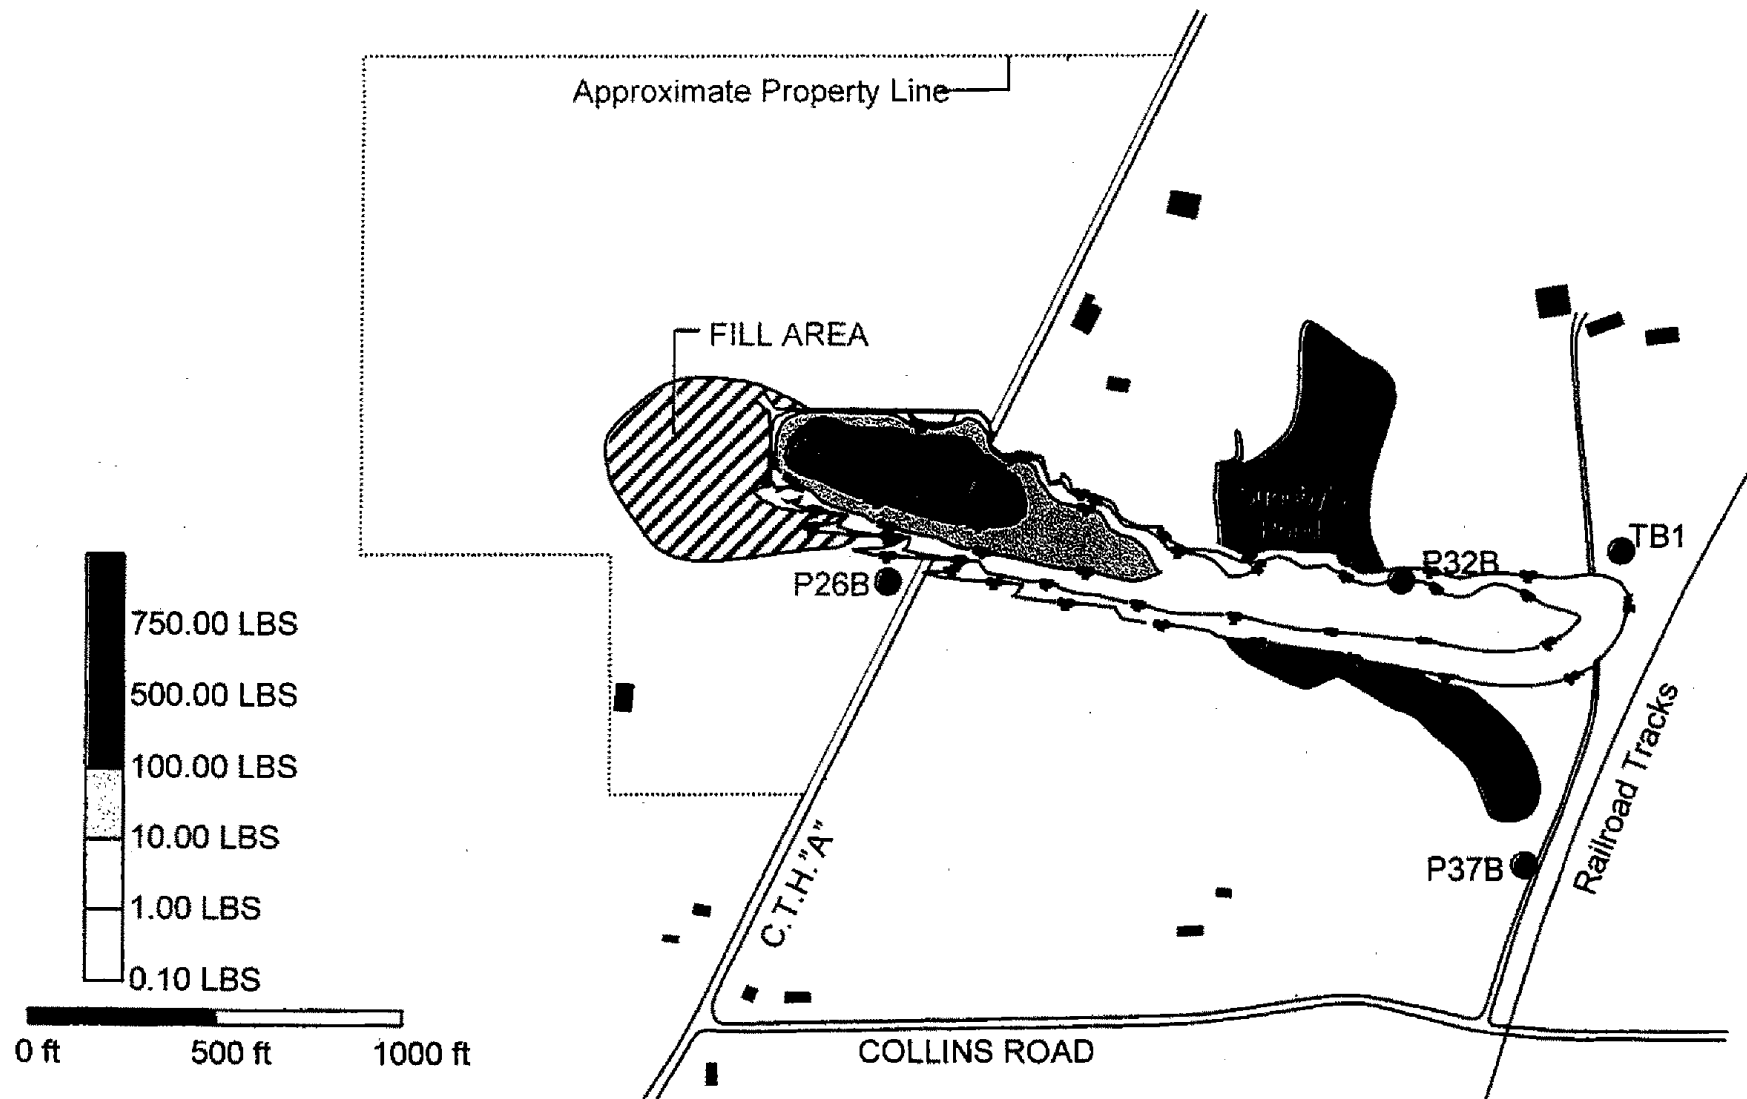 Approximate Property Line
FILL AREA
TB1
P32B
P26B
750.00 LBS
500.00 LBS
100.00 LBS
10.00 LBS
1.00 LBS
0.10 LBS
Railroad Tracks
P37B
C.T.H."A"
0 ft 500 ft 1000 ft
COLLINS ROAD